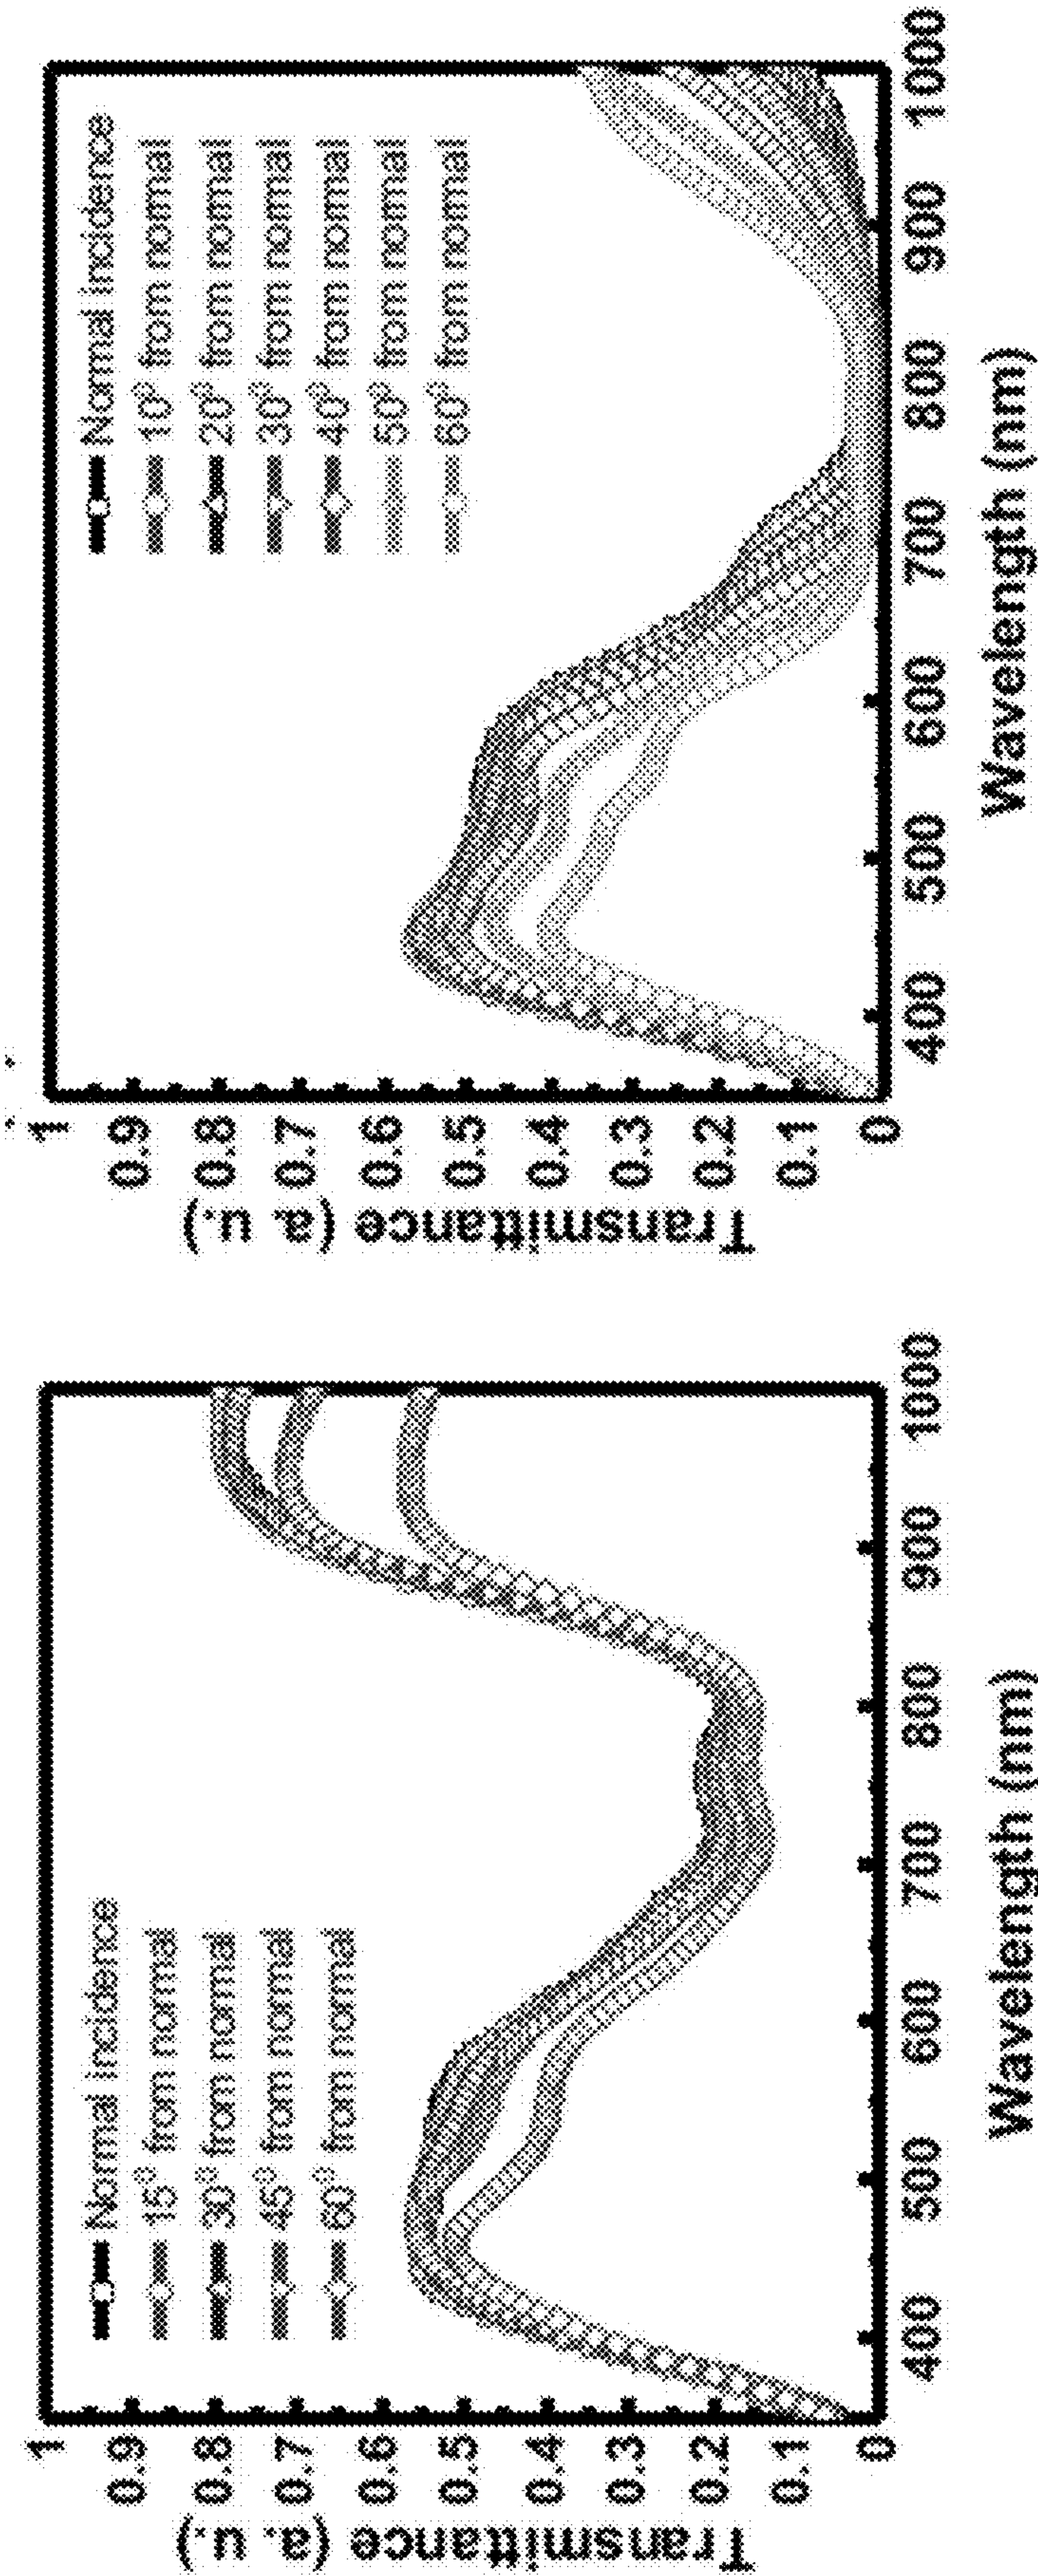 Transmittance (a. u.)
1
0.9
0.8
0.7
0.6
0.5
0.4
0.3
0.2
0.1
0
Normal incidence
15° from normal
30° from normal
45° from normal
60° from normal
400 500 600 700 800 900 1000
Wavelength (nm)
Transmittance (a. u.)
1
0.9
0.8
0.7
0.6
0.5
0.4
0.3
0.2
0.1
0
Normal incidence
10° from normal
20° from normal
30° from normal
40° from normal
50° from normal
60° from normal
400 500 600 700 800 900 1000
Wavelength (nm)